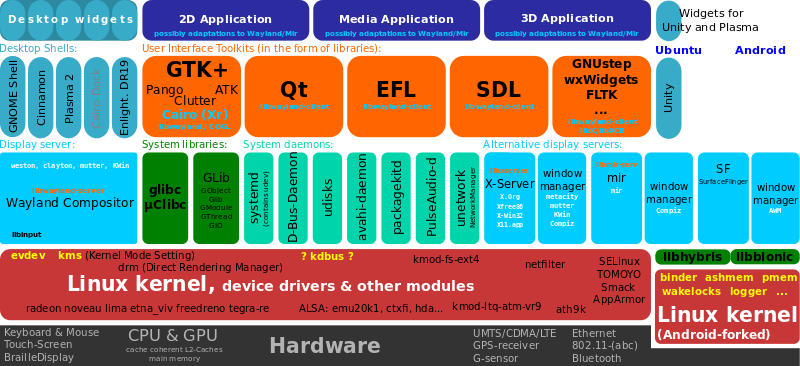 Desktop widgets
2D Application
possibly adaptations to Wayland/Mir
Media Application
possibly adaptations to Wayland/Mir
3D Application
possibly adaptations to Wayland/Mir
Widgets for
Unity and Plasma
Desktop Shells:
User Interface Toolkits (in the form of libraries):
Ubuntu
Android
GNOME Shell
Cinnamon
Plasma 2
Cairo-Dock
Enlight. DR19
GTK+
Pango
ATK
Clutter
Cairo (Xr)
Qt
EFL
SDL
GNUstep
wxWidgets
FLTK
...
Unity
Display server:
System libraries:
System daemons:
Alternative display servers:
weston, clayton, mutter, KWin
Wayland Compositor
libinput
glibc
μClibc
GLib
GObject
Glib
GModule
GThread
GIO
systemd
(contains udev)
D-Bus-Daemon
udisks
avahi-daemon
packagekitd
PulseAudio-d
unetwork
NetworkManager
X-Server
X.Org
Xfree86
X-Win32
X11.app
window
manager
metacity
mutter
KWin
Compiz
mir
mir
window
manager
Compiz
SF
SurfaceFlinger
window
manager
AWM
evdev kms (Kernel Mode Setting)
drm (Direct Rendering Manager)
? kdbus ?
kmod-fs-ext4
netfilter
SELinux
TOMOYO
Smack
AppArmor
Linux kernel, device drivers & other modules
radeon noveau lima etna_viv freedreno tegra-re
ALSA: emu20k1, ctxfi, hda...
kmod-ltq-atm-vr9
ath9k
libhybris
libblonic
binder ashmem pmem
wakelocks logger ...
Linux kernel
(Android-forked)
Keyboard & Mouse
Touch-Screen
BrailleDisplay
CPU & GPU
cache coherent L2-Caches
main memory
Hardware
UMTS/CDMA/LTE
GPS-receiver
G-sensor
Ethernet
802.11-(abc)
Bluetooth